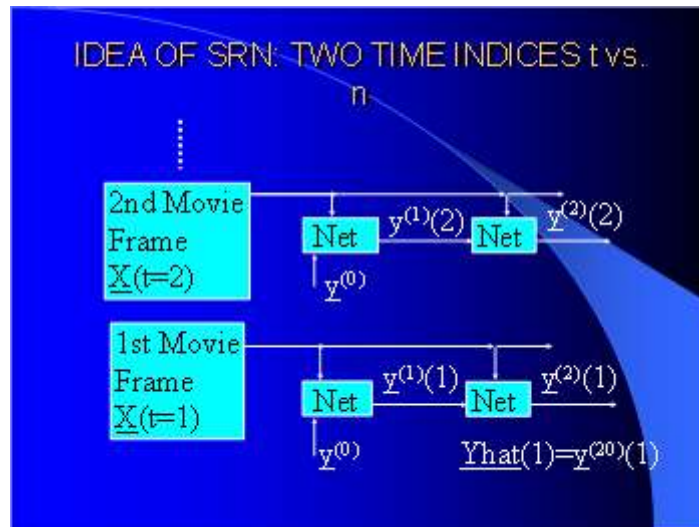 IDEA OF SRN: TWO TIME INDICES t vs.
n
2nd Movie
Frame
X(t=2)
Net
y⁽¹⁾(2)
Net
y⁽²⁾(2)
y⁽⁰⁾
1st Movie
Frame
X(t=1)
Net
y⁽¹⁾(1)
Net
y⁽²⁾(1)
y⁽⁰⁾
Yhat(1)=y⁽²⁰⁾(1)